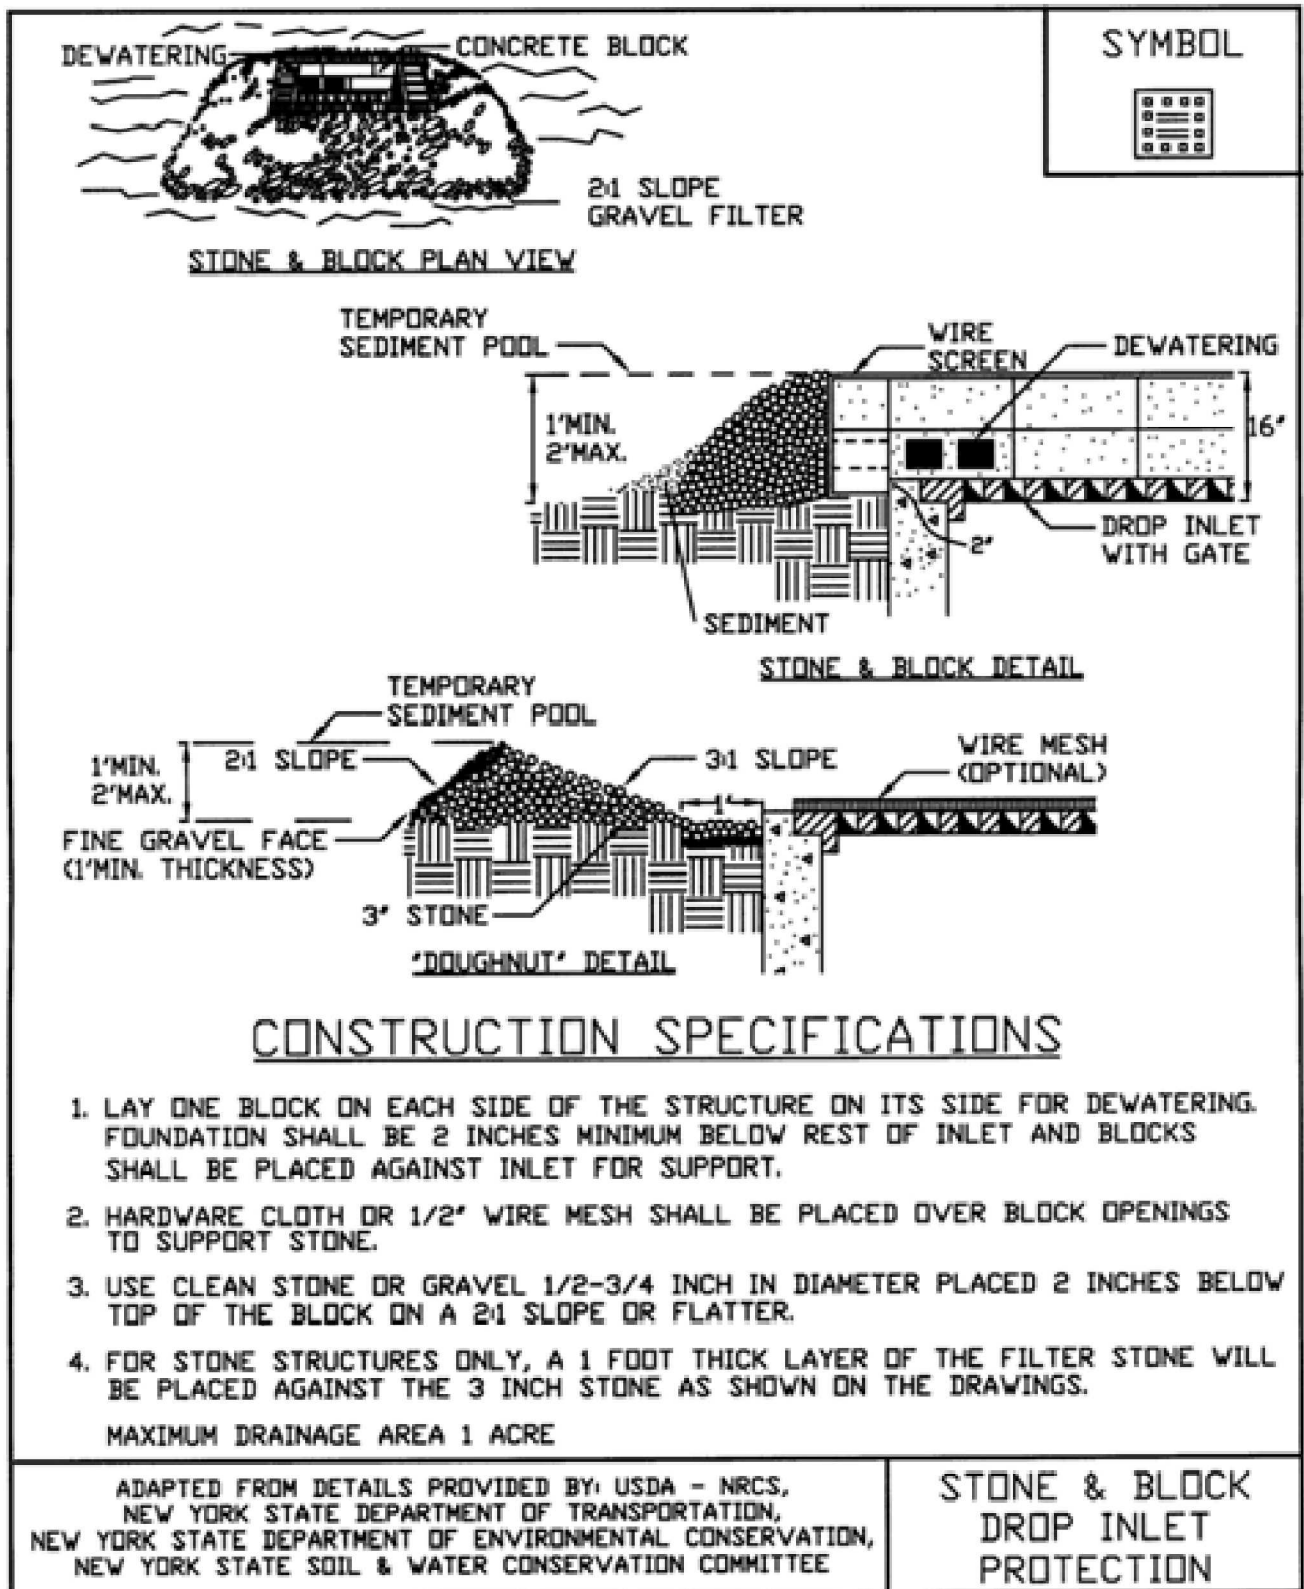 DEWATERING
CONCRETE BLOCK
SYMBOL
2:1 SLOPE
GRAVEL FILTER
STONE & BLOCK PLAN VIEW
TEMPORARY
SEDIMENT POOL
WIRE
SCREEN
DEWATERING
1'MIN.
2'MAX.
16"
DROP INLET
WITH GATE
2"
SEDIMENT
STONE & BLOCK DETAIL
TEMPORARY
SEDIMENT POOL
1'MIN.
2'MAX.
2:1 SLOPE
3:1 SLOPE
WIRE MESH
(OPTIONAL)
1'
FINE GRAVEL FACE
(1'MIN. THICKNESS)
3" STONE
"DOUGHNUT" DETAIL
CONSTRUCTION SPECIFICATIONS
1. LAY ONE BLOCK ON EACH SIDE OF THE STRUCTURE ON ITS SIDE FOR DEWATERING.
FOUNDATION SHALL BE 2 INCHES MINIMUM BELOW REST OF INLET AND BLOCKS
SHALL BE PLACED AGAINST INLET FOR SUPPORT.
2. HARDWARE CLOTH OR 1/2" WIRE MESH SHALL BE PLACED OVER BLOCK OPENINGS
TO SUPPORT STONE.
3. USE CLEAN STONE OR GRAVEL 1/2-3/4 INCH IN DIAMETER PLACED 2 INCHES BELOW
TOP OF THE BLOCK ON A 2:1 SLOPE OR FLATTER.
4. FOR STONE STRUCTURES ONLY, A 1 FOOT THICK LAYER OF THE FILTER STONE WILL
BE PLACED AGAINST THE 3 INCH STONE AS SHOWN ON THE DRAWINGS.
MAXIMUM DRAINAGE AREA 1 ACRE
ADAPTED FROM DETAILS PROVIDED BY: USDA - NRCS,
NEW YORK STATE DEPARTMENT OF TRANSPORTATION,
NEW YORK STATE DEPARTMENT OF ENVIRONMENTAL CONSERVATION,
NEW YORK STATE SOIL & WATER CONSERVATION COMMITTEE
STONE & BLOCK
DROP INLET
PROTECTION